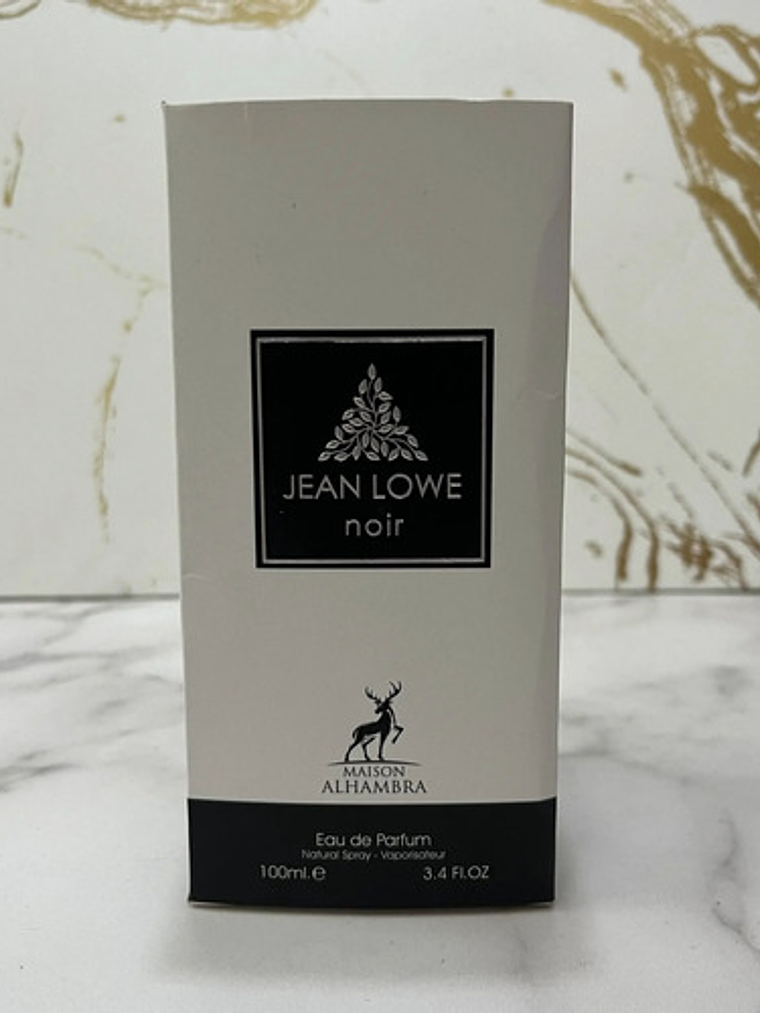 JEAN LOWE
noir
MAISON
ALHAMBRA
Eau de Parfum
Natural Spray - Vaporisateur
100ml.℮ 3.4 Fl.OZ